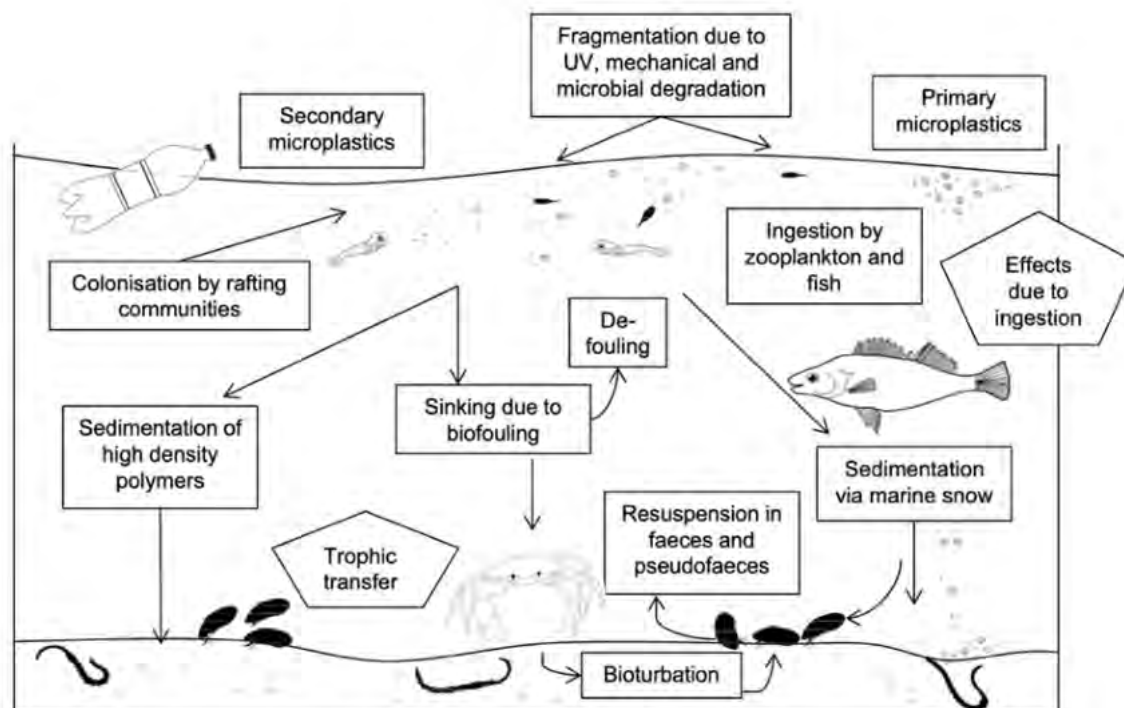 Fragmentation due to
UV, mechanical and
microbial degradation
Secondary
microplastics
Primary
microplastics
Colonisation by rafting
communities
Ingestion by
zooplankton and
fish
Effects
due to
ingestion
De-
fouling
Sinking due to
biofouling
Sedimentation of
high density
polymers
Sedimentation
via marine snow
Trophic
transfer
Resuspension in
faeces and
pseudofaeces
Bioturbation